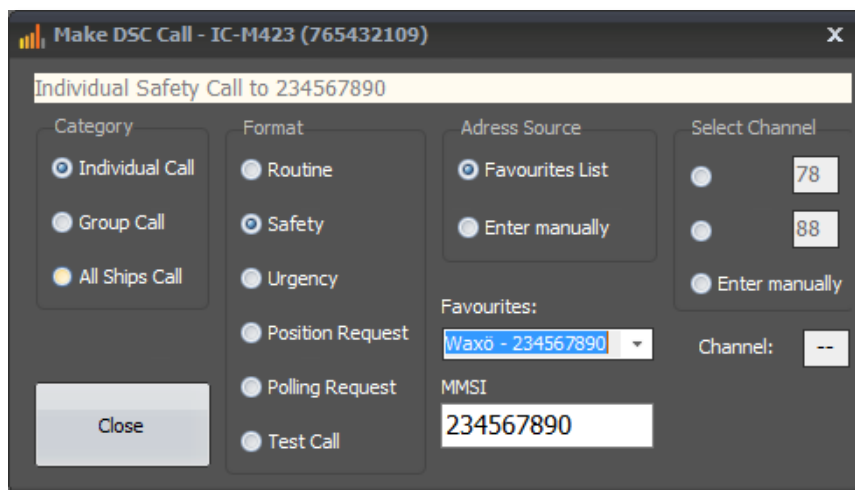 Make DSC Call - IC-M423 (765432109)
X
Individual Safety Call to 234567890
Category
Individual Call
Group Call
All Ships Call
Close
Format
Routine
Safety
Urgency
Position Request
Polling Request
Test Call
Adress Source
Favourites List
Enter manually
Favourites:
Waxö - 234567890
MMSI
234567890
Select Channel
78
88
Enter manually
Channel: --